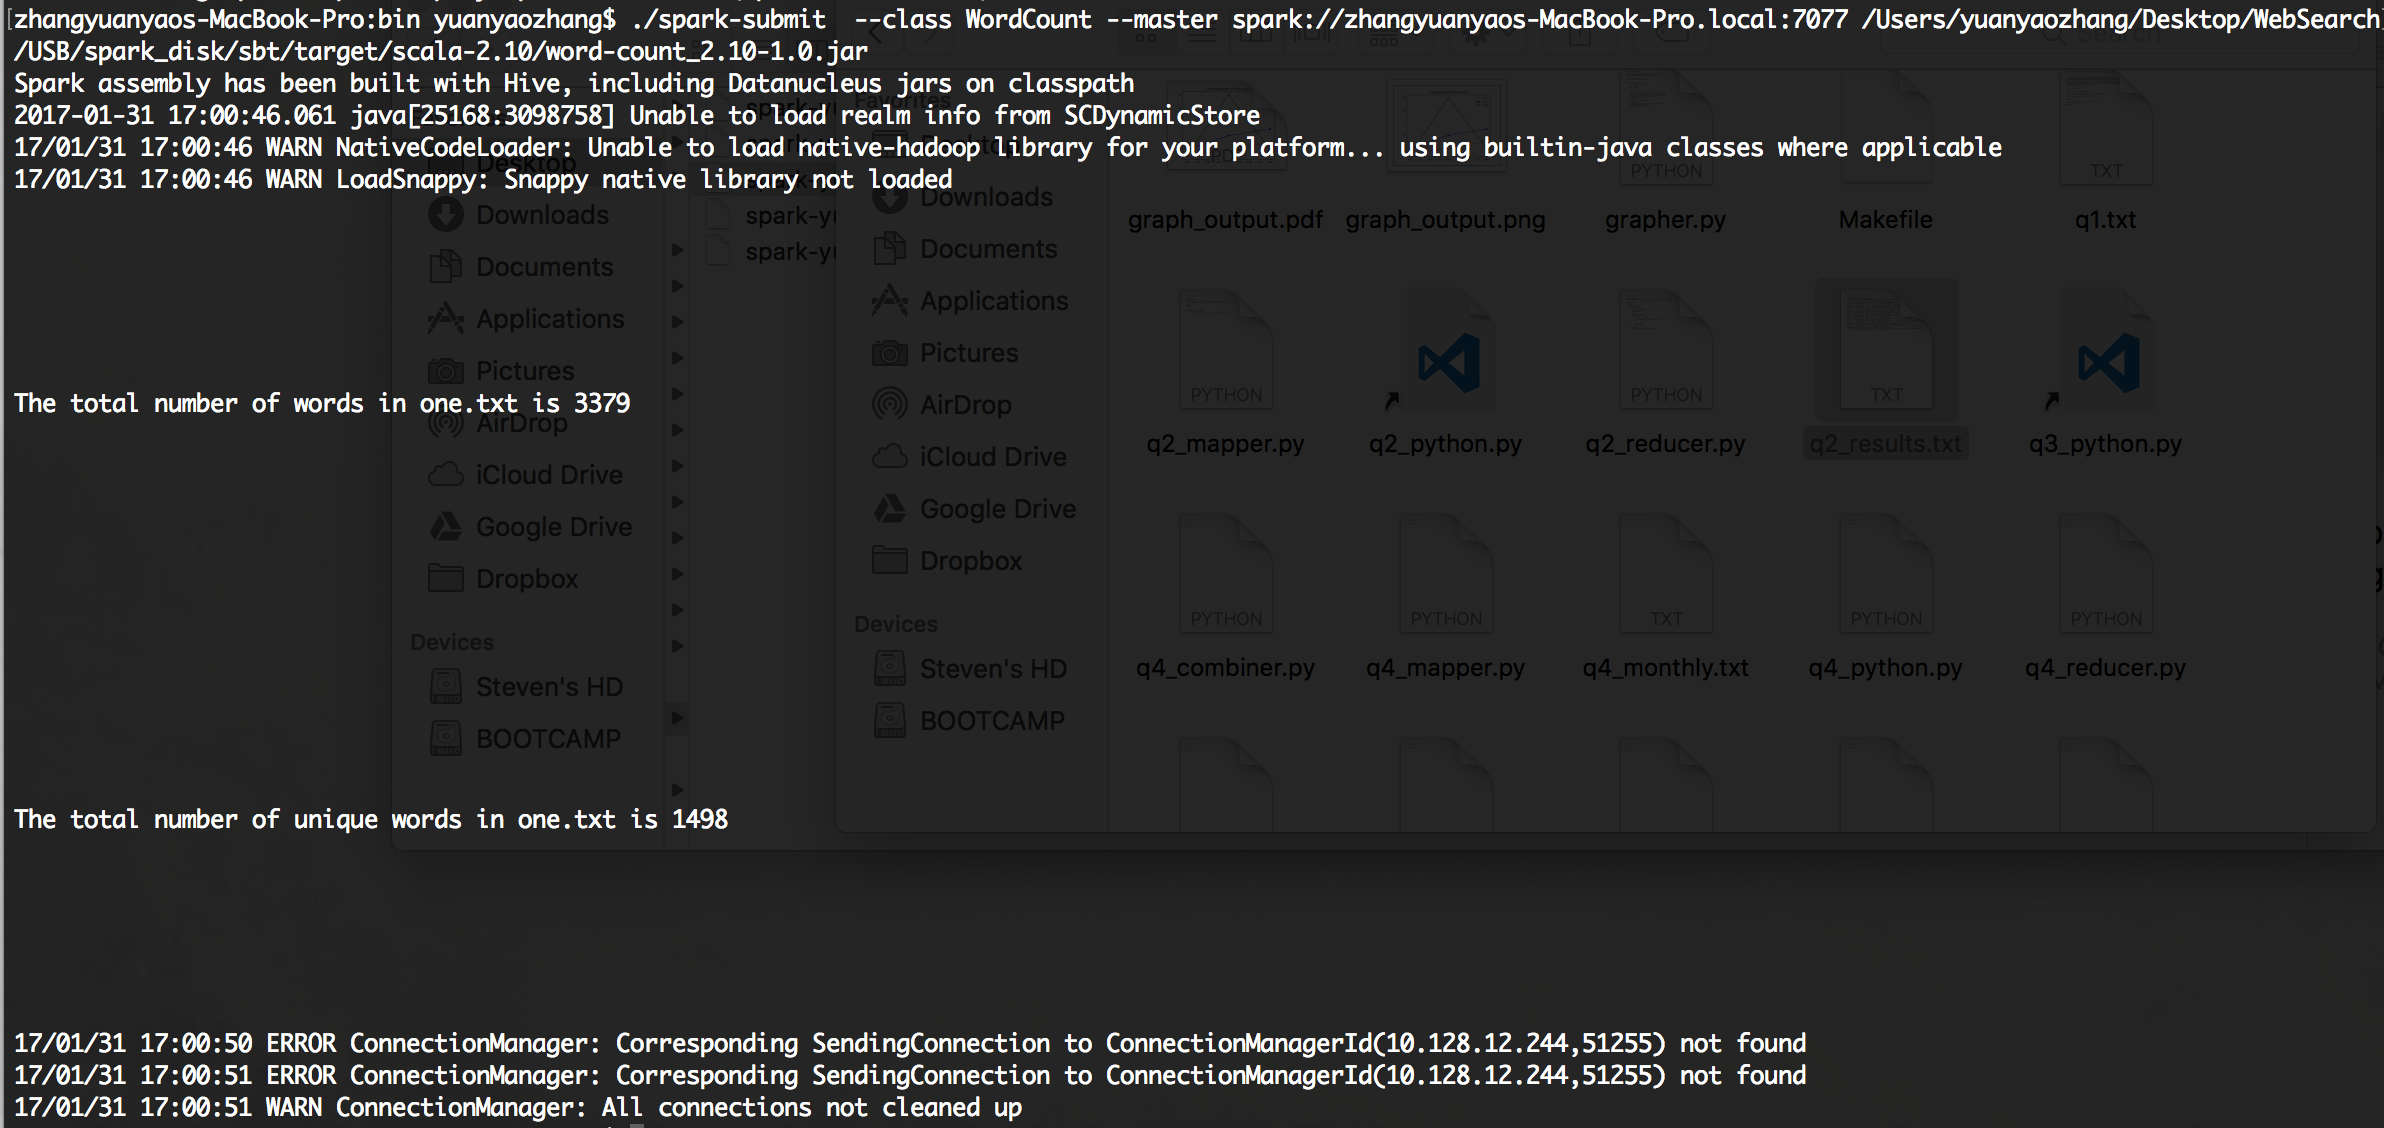 zhangyuanyaos-MacBook-Pro:bin yuanyaozhang$ ./spark-submit  --class WordCount --master spark://zhangyuanyaos-MacBook-Pro.local:7077 /Users/yuanyaozhang/Desktop/WebSearch
/USB/spark_disk/sbt/target/scala-2.10/word-count_2.10-1.0.jar
Spark assembly has been built with Hive, including Datanucleus jars on classpath
2017-01-31 17:00:46.061 java[25168:3098758] Unable to load realm info from SCDynamicStore
17/01/31 17:00:46 WARN NativeCodeLoader: Unable to load native-hadoop library for your platform... using builtin-java classes where applicable
17/01/31 17:00:46 WARN LoadSnappy: Snappy native library not loaded
The total number of words in one.txt is 3379
The total number of unique words in one.txt is 1498
17/01/31 17:00:50 ERROR ConnectionManager: Corresponding SendingConnection to ConnectionManagerId(10.128.12.244,51255) not found
17/01/31 17:00:51 ERROR ConnectionManager: Corresponding SendingConnection to ConnectionManagerId(10.128.12.244,51255) not found
17/01/31 17:00:51 WARN ConnectionManager: All connections not cleaned up
Desktop
Downloads
Documents
Applications
Pictures
AirDrop
iCloud Drive
Google Drive
Dropbox
Devices
Steven's HD
BOOTCAMP
spark-yu
spark-yu
Favorites
Desktop
Downloads
Documents
Applications
Pictures
AirDrop
iCloud Drive
Google Drive
Dropbox
Devices
Steven's HD
BOOTCAMP
Search
PDF
PYTHON
TXT
graph_output.pdf
graph_output.png
grapher.py
Makefile
q1.txt
PYTHON
PYTHON
TXT
q2_mapper.py
q2_python.py
q2_reducer.py
q2_results.txt
q3_python.py
PYTHON
PYTHON
TXT
PYTHON
PYTHON
q4_combiner.py
q4_mapper.py
q4_monthly.txt
q4_python.py
q4_reducer.py